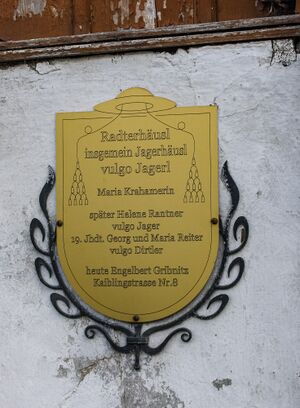 Radterhäusl
insgemein Jagerhäusl
vulgo Jagerl
Maria Krahamerin
später Helene Rantner
vulgo Jager
19. Jhdt. Georg und Maria Reiter
vulgo Dirtler
heute Engelbert Gribnitz
Kaiblingstrasse Nr.8